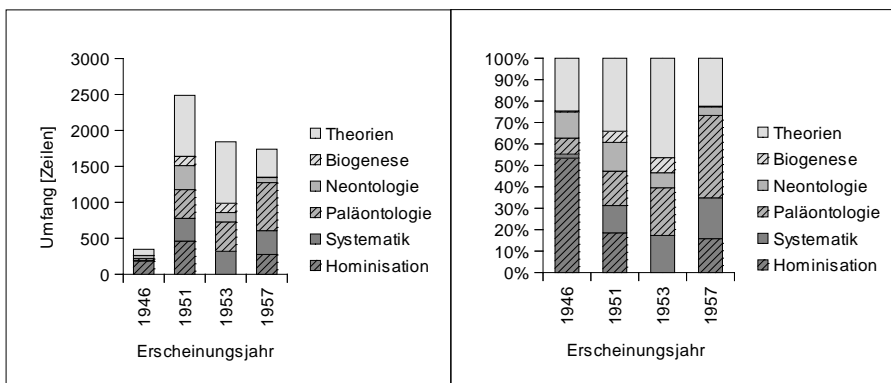 3000
2500
2000
1500
1000
500
0
Umfang [Zeilen]
1946
1951
1953
1957
Erscheinungsjahr
Theorien
Biogenese
Neontologie
Paläontologie
Systematik
Hominisation
100%
90%
80%
70%
60%
50%
40%
30%
20%
10%
0%
1946
1951
1953
1957
Erscheinungsjahr
Theorien
Biogenese
Neontologie
Paläontologie
Systematik
Hominisation